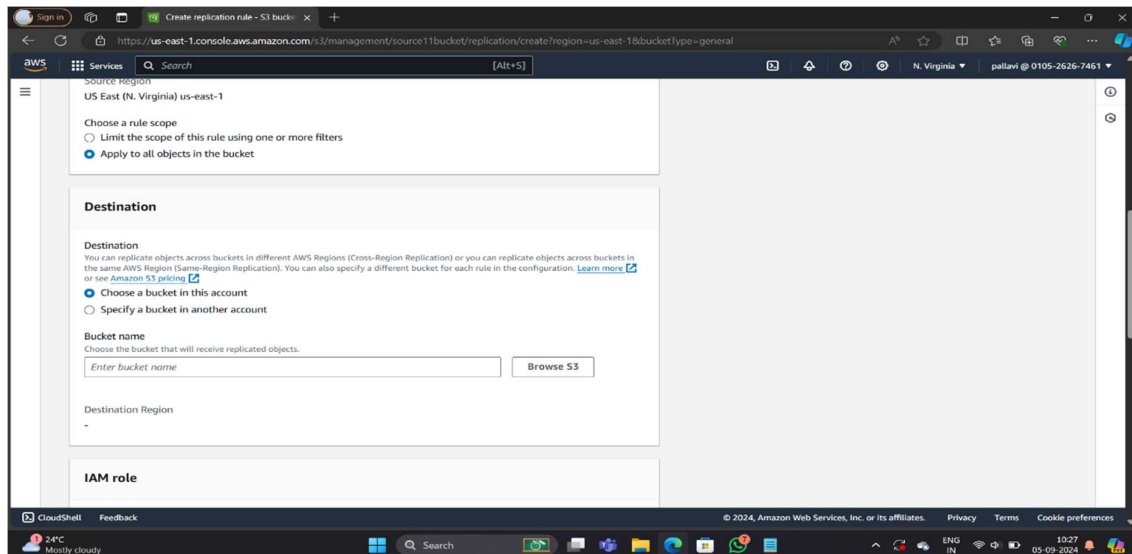 Sign in
Create replication rule - S3 bucke
https://us-east-1.console.aws.amazon.com/s3/management/source11bucket/replication/create?region=us-east-1&bucketType=general
aws Services Search [Alt+S] N. Virginia pallavi @ 0105-2626-7461
Source Region
US East (N. Virginia) us-east-1
Choose a rule scope
Limit the scope of this rule using one or more filters
Apply to all objects in the bucket
Destination
Destination
You can replicate objects across buckets in different AWS Regions (Cross-Region Replication) or you can replicate objects across buckets in
the same AWS Region (Same-Region Replication). You can also specify a different bucket for each rule in the configuration. Learn more
or see Amazon S3 pricing
Choose a bucket in this account
Specify a bucket in another account
Bucket name
Choose the bucket that will receive replicated objects.
Enter bucket name Browse S3
Destination Region
-
IAM role
CloudShell Feedback © 2024, Amazon Web Services, Inc. or its affiliates. Privacy Terms Cookie preferences
1 24°C
Mostly cloudy
Search
7
ENG
IN
10:27
05-09-2024